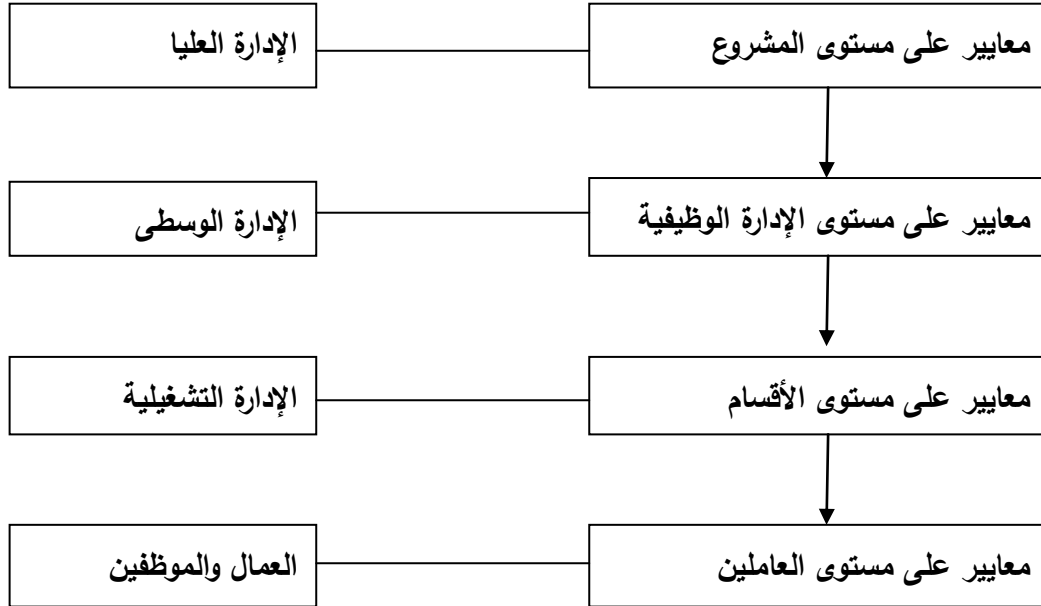 معايير على مستوى المشروع
الإدارة العليا
معايير على مستوى الإدارة الوظيفية
الإدارة الوسطى
معايير على مستوى الأقسام
الإدارة التشغيلية
معايير على مستوى العاملين
العمال والموظفين